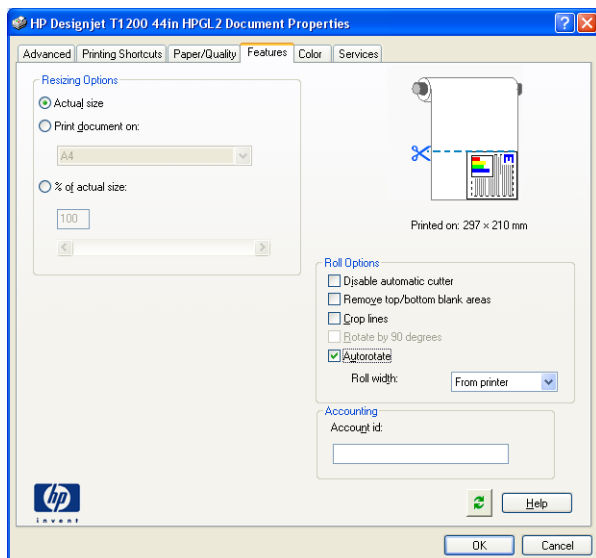 HP Designjet T1200 44in HPGL2 Document Properties
Advanced Printing Shortcuts Paper/Quality Features Color Services
Resizing Options
Actual size
Print document on:
A4
% of actual size:
100
Printed on: 297 × 210 mm
Roll Options
Disable automatic cutter
Remove top/bottom blank areas
Crop lines
Rotate by 90 degrees
Autorotate
Roll width: From printer
Accounting
Account id:
hp
invent
Help
OK Cancel